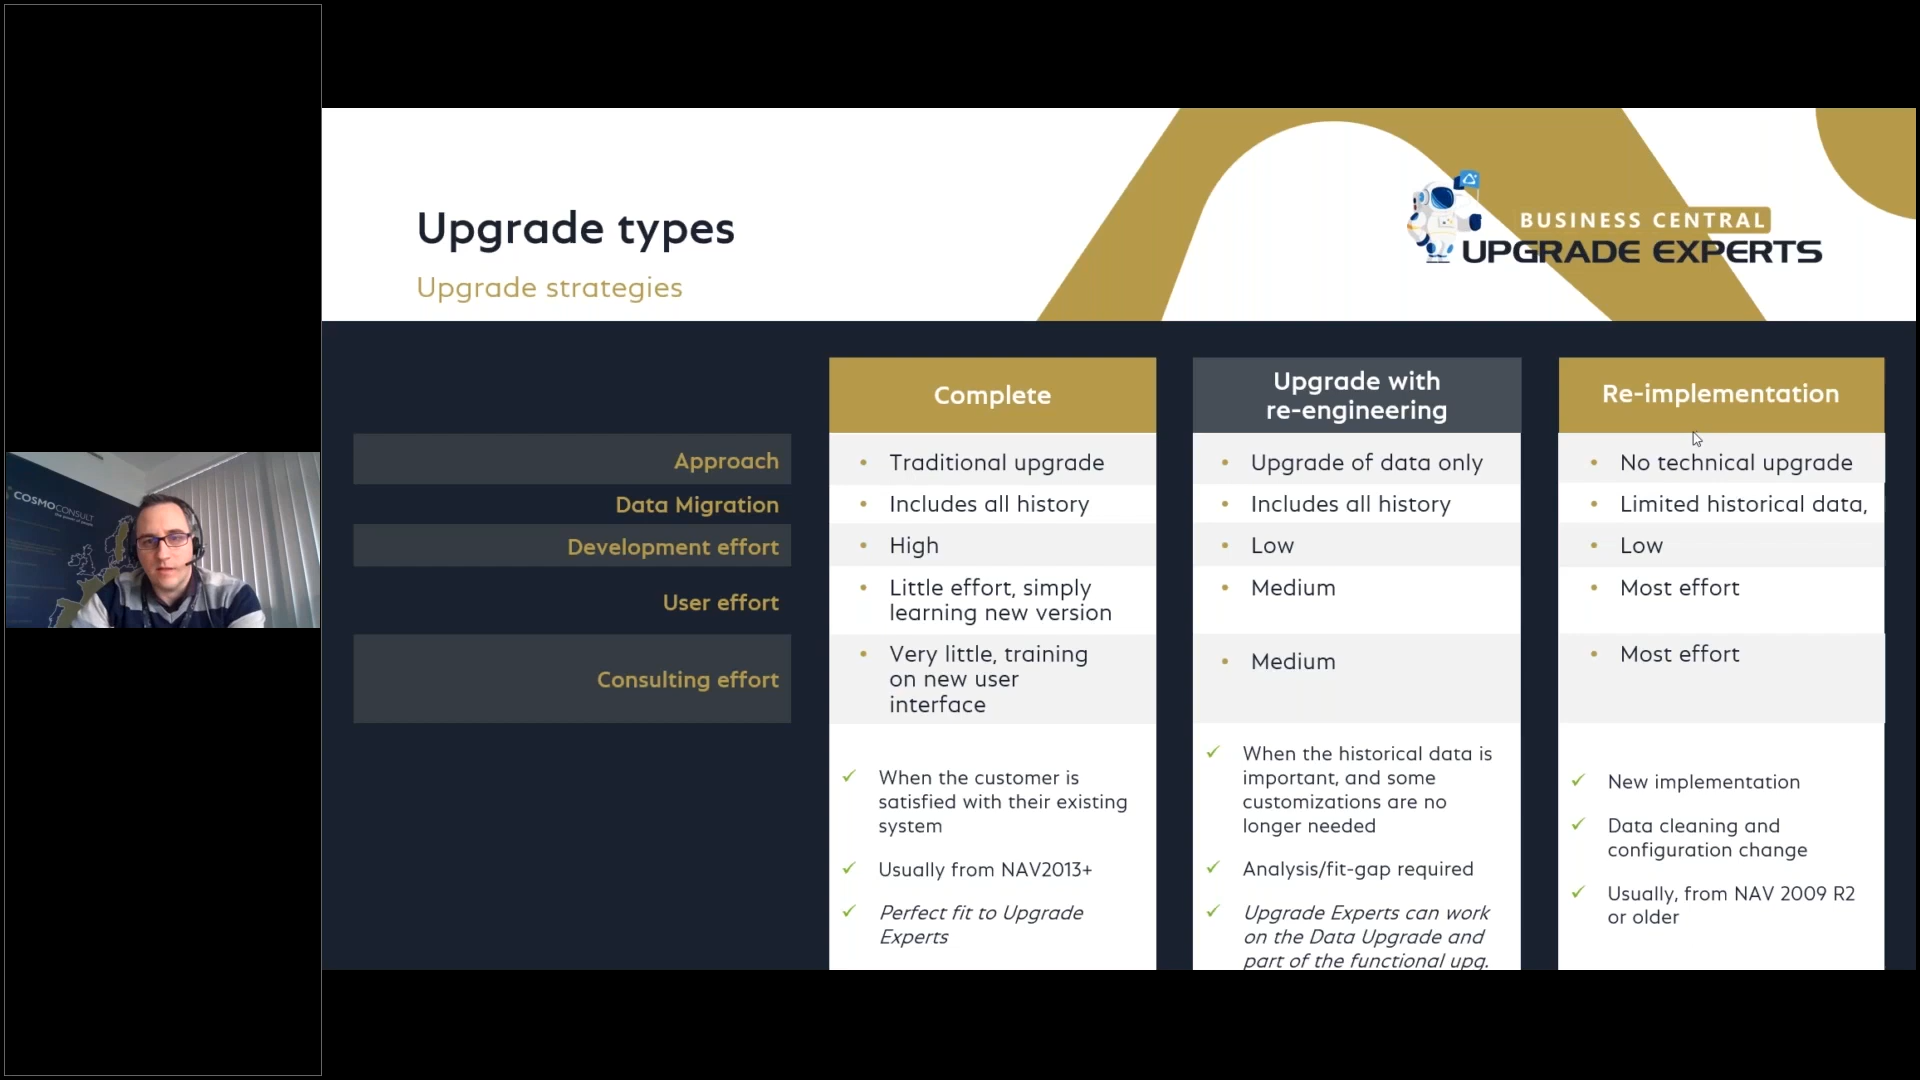 Upgrade types
Upgrade strategies
BUSINESS CENTRAL
UPGRADE EXPERTS
Complete
Upgrade with
re-engineering
Re-implementation
Approach
• Traditional upgrade
• Upgrade of data only
• No technical upgrade
Data Migration
• Includes all history
• Includes all history
• Limited historical data,
Development effort
• High
• Low
• Low
User effort
• Little effort, simply
learning new version
• Medium
• Most effort
Consulting effort
• Very little, training
on new user
interface
• Medium
• Most effort
✓ When the customer is
satisfied with their existing
system
✓ Usually from NAV2013+
✓ Perfect fit to Upgrade
Experts
✓ When the historical data is
important, and some
customizations are no
longer needed
✓ Analysis/fit-gap required
✓ Upgrade Experts can work
on the Data Upgrade and
part of the functional upg.
✓ New implementation
✓ Data cleaning and
configuration change
✓ Usually, from NAV 2009 R2
or older
COSMOCONSULT